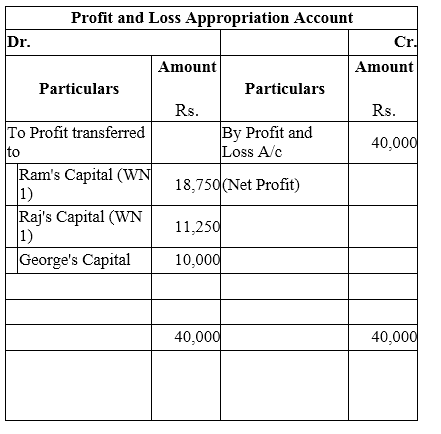 Profit and Loss Appropriation Account
Dr. Cr.
Particulars Amount Rs. Particulars Amount Rs.
To Profit transferred By Profit and
to Loss A/c 40,000
Ram's Capital (WN
1) 18,750 (Net Profit)
Raj's Capital (WN
1) 11,250
George's Capital 10,000
40,000 40,000